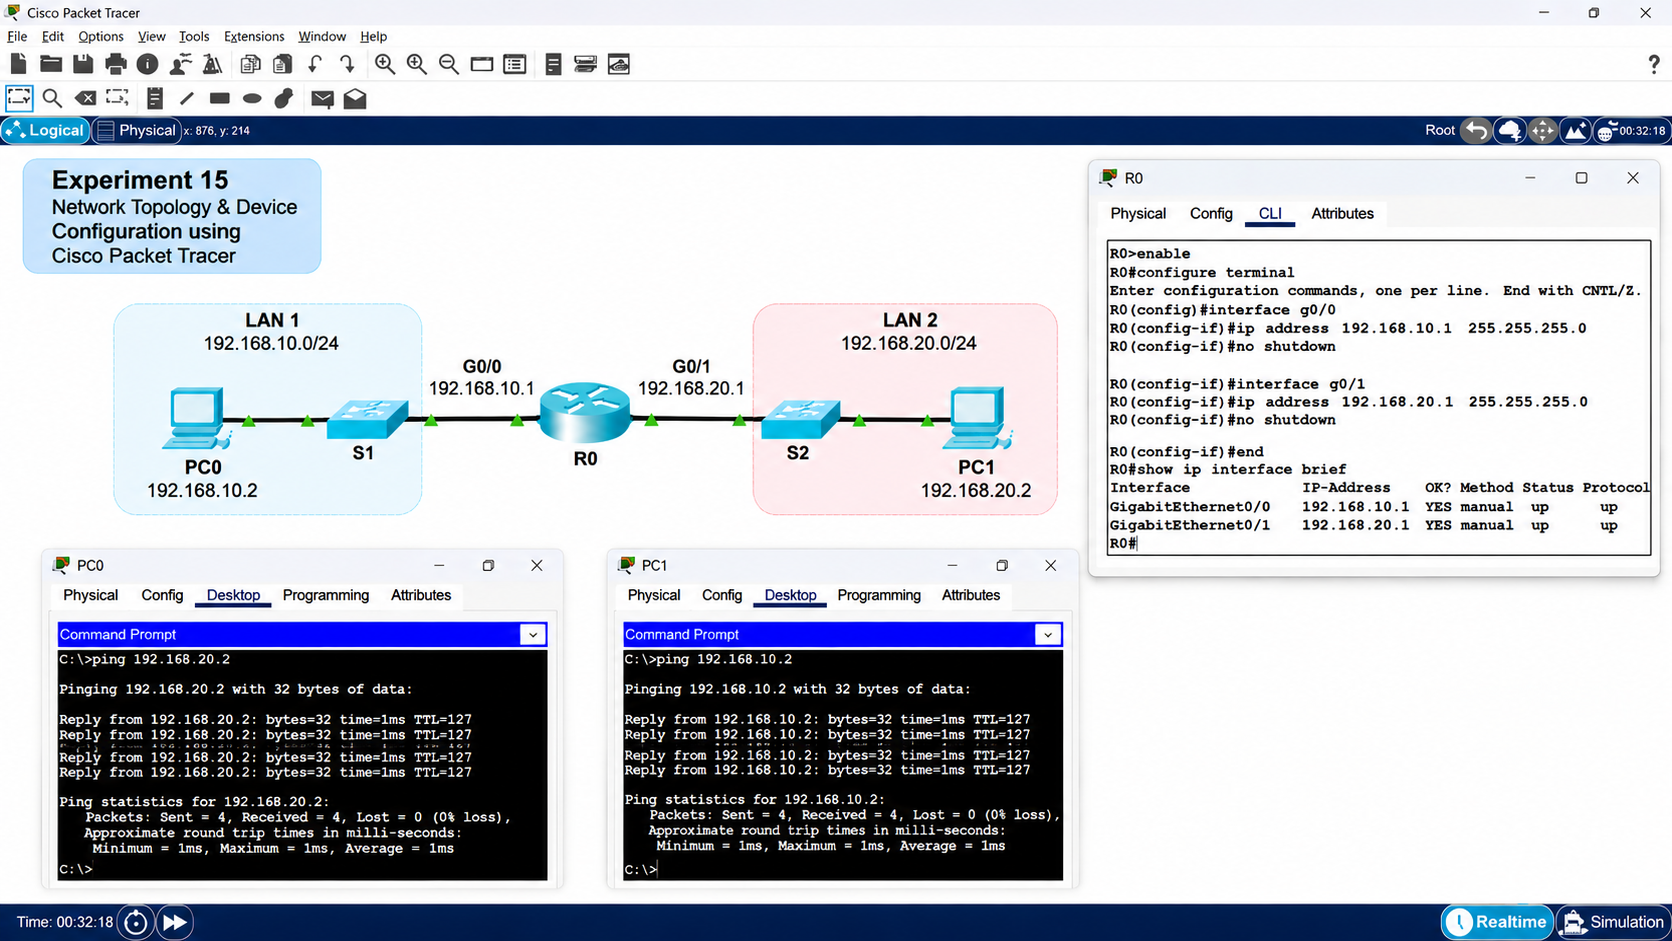 Cisco Packet Tracer
File Edit Options View Tools Extensions Window Help
?
Logical Physical x: 876, y: 214 Root 00:32:18
Experiment 15
Network Topology & Device
Configuration using
Cisco Packet Tracer
LAN 1
192.168.10.0/24
PC0
192.168.10.2
S1
G0/0
192.168.10.1
R0
G0/1
192.168.20.1
LAN 2
192.168.20.0/24
S2
PC1
192.168.20.2
R0
Physical Config CLI Attributes
R0>enable
R0#configure terminal
Enter configuration commands, one per line. End with CNTL/Z.
R0(config)#interface g0/0
R0(config-if)#ip address 192.168.10.1 255.255.255.0
R0(config-if)#no shutdown
R0(config-if)#interface g0/1
R0(config-if)#ip address 192.168.20.1 255.255.255.0
R0(config-if)#no shutdown
R0(config-if)#end
R0#show ip interface brief
Interface IP-Address OK? Method Status Protocol
GigabitEthernet0/0 192.168.10.1 YES manual up up
GigabitEthernet0/1 192.168.20.1 YES manual up up
R0#
PC0
Physical Config Desktop Programming Attributes
Command Prompt
C:\>ping 192.168.20.2
Pinging 192.168.20.2 with 32 bytes of data:
Reply from 192.168.20.2: bytes=32 time=1ms TTL=127
Reply from 192.168.20.2: bytes=32 time=1ms TTL=127
Reply from 192.168.20.2: bytes=32 time=1ms TTL=127
Reply from 192.168.20.2: bytes=32 time=1ms TTL=127
Ping statistics for 192.168.20.2:
Packets: Sent = 4, Received = 4, Lost = 0 (0% loss),
Approximate round trip times in milli-seconds:
Minimum = 1ms, Maximum = 1ms, Average = 1ms
C:\>
PC1
Physical Config Desktop Programming Attributes
Command Prompt
C:\>ping 192.168.10.2
Pinging 192.168.10.2 with 32 bytes of data:
Reply from 192.168.10.2: bytes=32 time=1ms TTL=127
Reply from 192.168.10.2: bytes=32 time=1ms TTL=127
Reply from 192.168.10.2: bytes=32 time=1ms TTL=127
Reply from 192.168.10.2: bytes=32 time=1ms TTL=127
Ping statistics for 192.168.10.2:
Packets: Sent = 4, Received = 4, Lost = 0 (0% loss),
Approximate round trip times in milli-seconds:
Minimum = 1ms, Maximum = 1ms, Average = 1ms
C:\>
Time: 00:32:18 Realtime Simulation